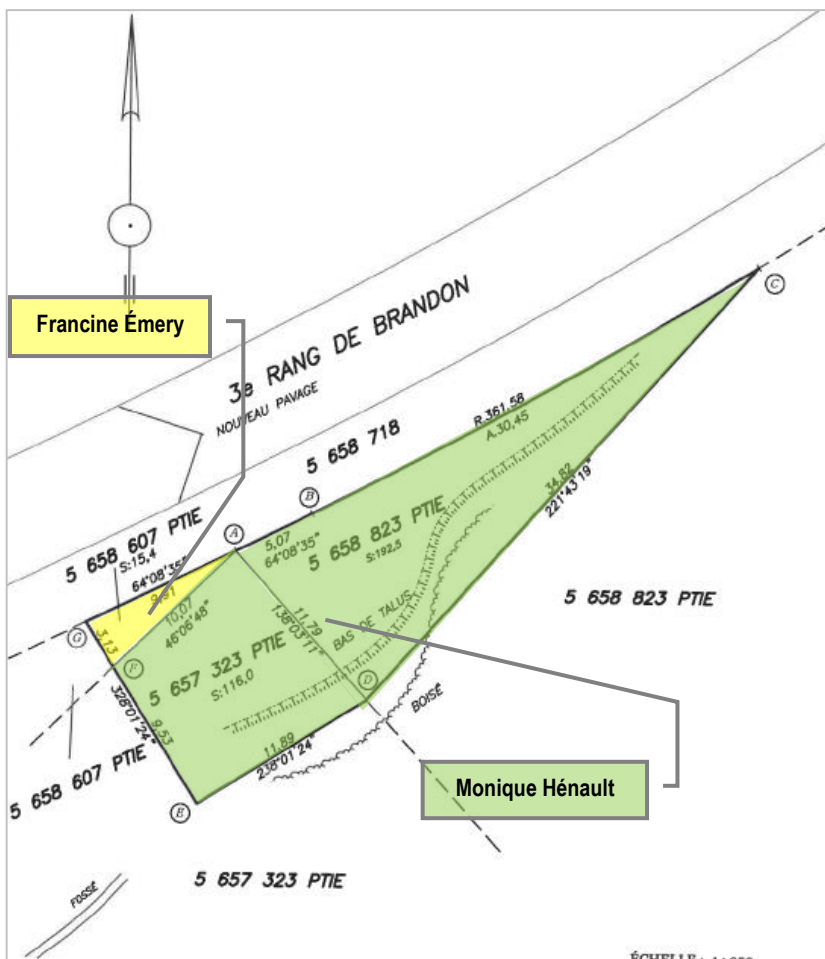 C
Francine Émery
3e RANG DE BRANDON
NOUVEAU PAVAGE
R.361,58
A.30,45
5 658 718
34,82
221°43'19"
B
5 658 607 PTIE
S:15,4
A
5,07
64°08'35"
5 658 823 PTIE
S:192,5
64°08'35"
9,91
10,07
46°06'48"
5 658 823 PTIE
11,79
138°03'11"
BAS DE TALUS
G
3,13
F
5 657 323 PTIE
S:116,0
D
BOISÉ
328°01'24"
9,53
11,89
238°01'24"
5 658 607 PTIE
Monique Hénault
E
5 657 323 PTIE
FOSSÉ